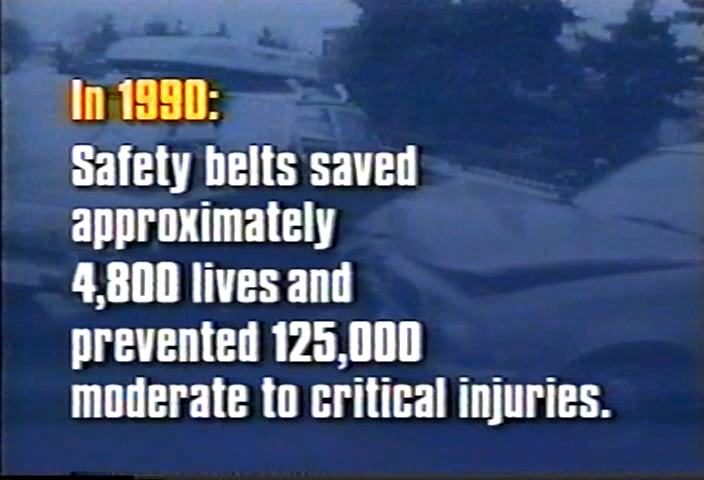 In 1990:
Safety belts saved
approximately
4,800 lives and
prevented 125,000
moderate to critical injuries.